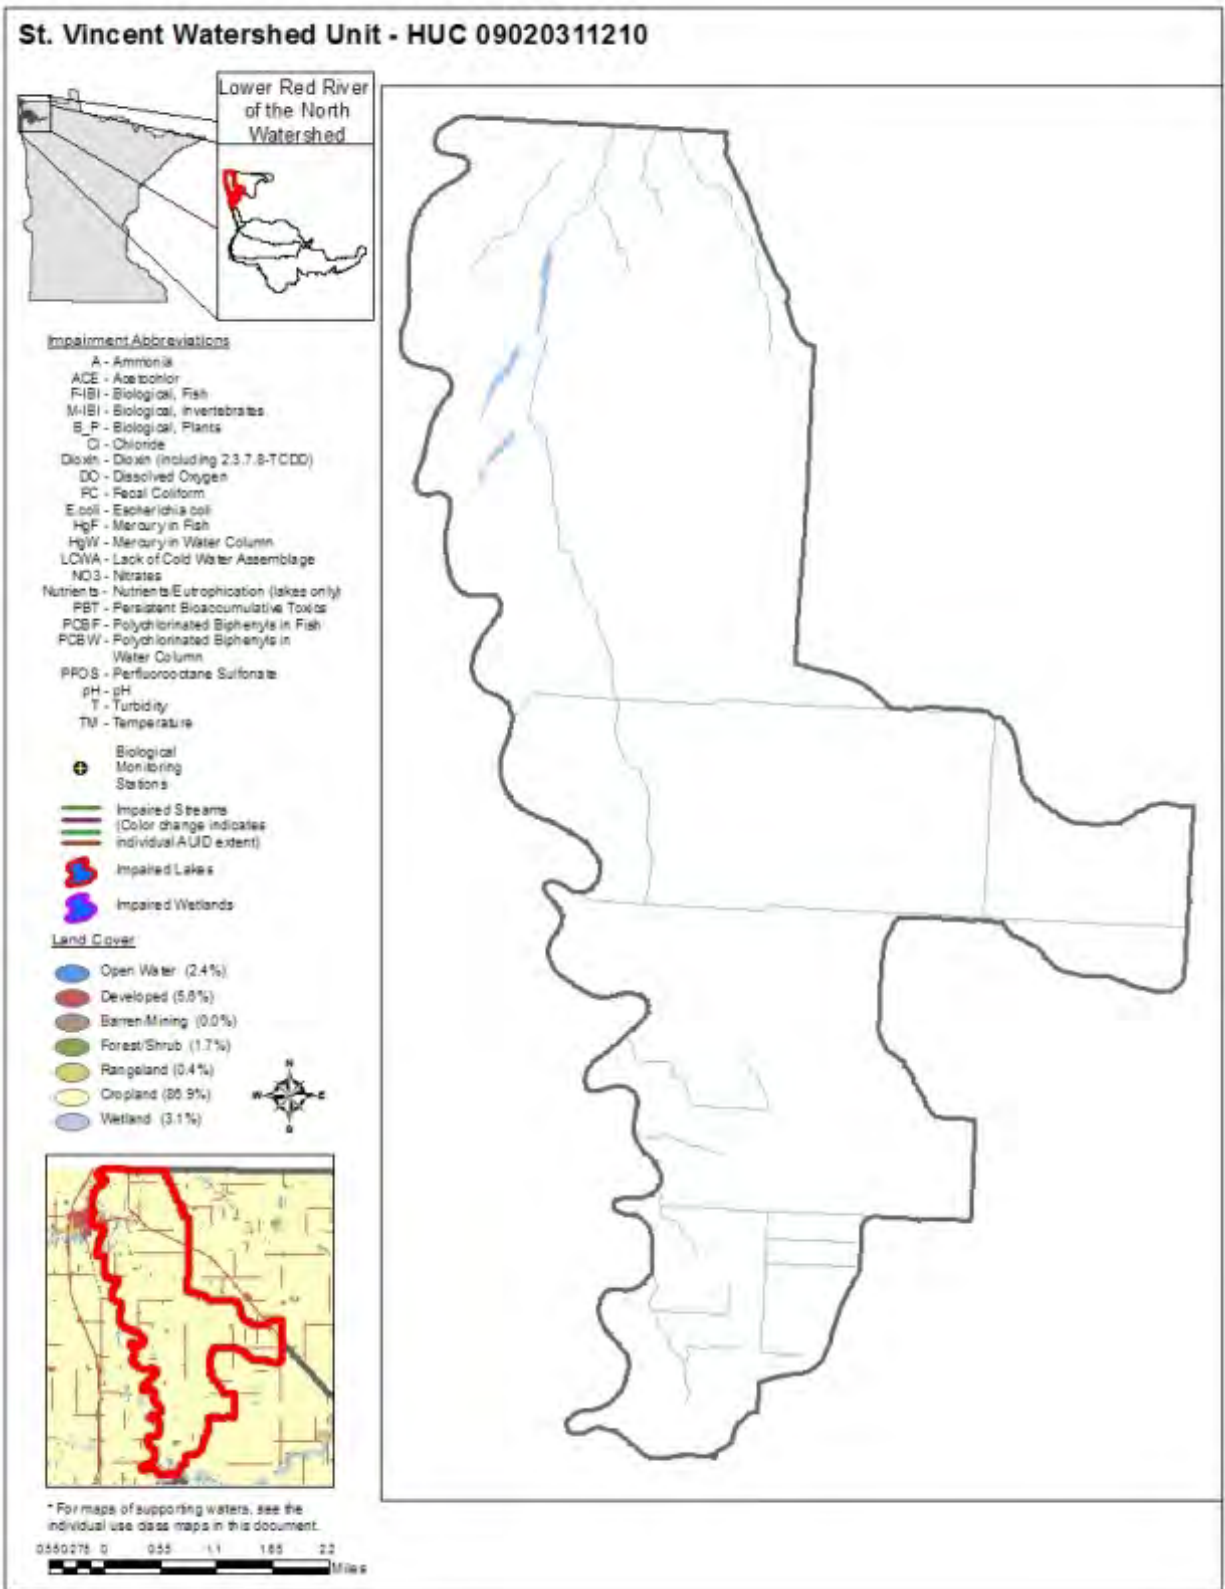 St. Vincent Watershed Unit - HUC 09020311210
Lower Red River
of the North
Watershed
Impairment Abbreviations
A - Ammonia
ACE - Acetochlor
F-IBI - Biological, Fish
M-IBI - Biological, Invertebrates
B_P - Biological, Plants
Cl - Chloride
Dioxin - Dioxin (including 2,3,7,8-TCDD)
DO - Dissolved Oxygen
FC - Fecal Coliform
E.coli - Escherichia coli
HgF - Mercury in Fish
HgW - Mercury in Water Column
LCWA - Lack of Cold Water Assemblage
NO3 - Nitrates
Nutrients - Nutrients/Eutrophication (lakes only)
PBT - Persistent Bioaccumulative Toxics
PCBF - Polychlorinated Biphenyls in Fish
PCBW - Polychlorinated Biphenyls in
Water Column
PFOS - Perfluorooctane Sulfonate
pH - pH
T - Turbidity
TM - Temperature
Biological
Monitoring
Stations
Impaired Streams
(Color change indicates
individual AUID extent)
Impaired Lakes
Impaired Wetlands
Land Cover
Open Water (2.4%)
Developed (5.6%)
Barren/Mining (0.0%)
Forest/Shrub (1.7%)
Rangeland (0.4%)
Cropland (86.9%)
Wetland (3.1%)
N
W E
S
* For maps of supporting waters, see the
individual use class maps in this document.
0.550.275 0 0.55 1.1 1.65 2.2
Miles